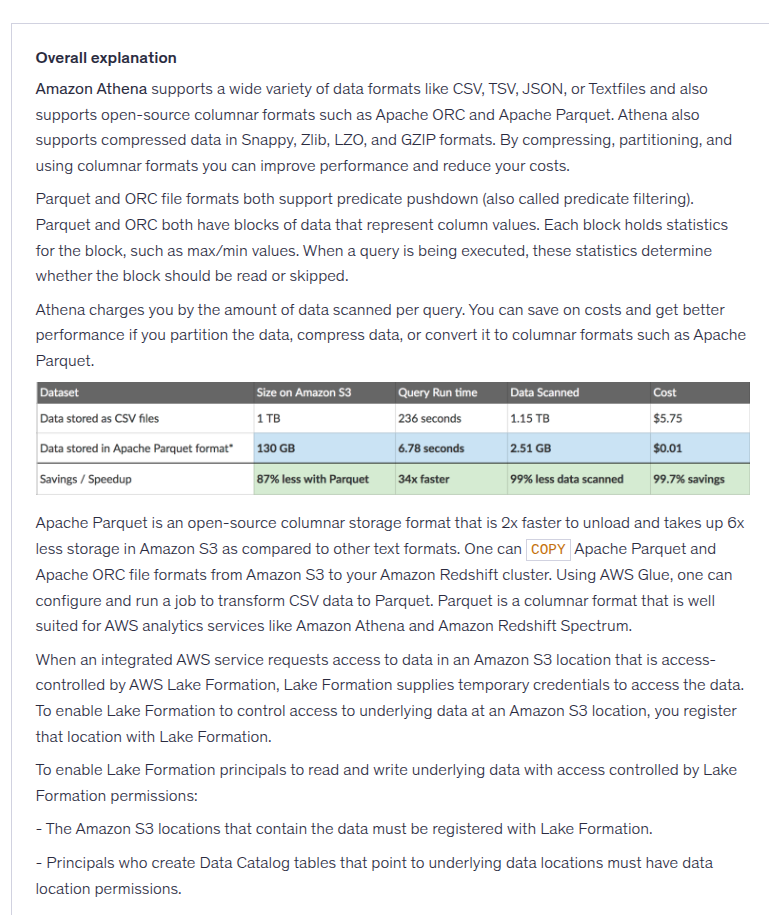 Overall explanation
Amazon Athena supports a wide variety of data formats like CSV, TSV, JSON, or Textfiles and also
supports open-source columnar formats such as Apache ORC and Apache Parquet. Athena also
supports compressed data in Snappy, Zlib, LZO, and GZIP formats. By compressing, partitioning, and
using columnar formats you can improve performance and reduce your costs.
Parquet and ORC file formats both support predicate pushdown (also called predicate filtering).
Parquet and ORC both have blocks of data that represent column values. Each block holds statistics
for the block, such as max/min values. When a query is being executed, these statistics determine
whether the block should be read or skipped.
Athena charges you by the amount of data scanned per query. You can save on costs and get better
performance if you partition the data, compress data, or convert it to columnar formats such as Apache
Parquet.
Dataset Size on Amazon S3 Query Run time Data Scanned Cost
Data stored as CSV files 1 TB 236 seconds 1.15 TB $5.75
Data stored in Apache Parquet format* 130 GB 6.78 seconds 2.51 GB $0.01
Savings / Speedup 87% less with Parquet 34x faster 99% less data scanned 99.7% savings
Apache Parquet is an open-source columnar storage format that is 2x faster to unload and takes up 6x
less storage in Amazon S3 as compared to other text formats. One can COPY Apache Parquet and
Apache ORC file formats from Amazon S3 to your Amazon Redshift cluster. Using AWS Glue, one can
configure and run a job to transform CSV data to Parquet. Parquet is a columnar format that is well
suited for AWS analytics services like Amazon Athena and Amazon Redshift Spectrum.
When an integrated AWS service requests access to data in an Amazon S3 location that is access-
controlled by AWS Lake Formation, Lake Formation supplies temporary credentials to access the data.
To enable Lake Formation to control access to underlying data at an Amazon S3 location, you register
that location with Lake Formation.
To enable Lake Formation principals to read and write underlying data with access controlled by Lake
Formation permissions:
- The Amazon S3 locations that contain the data must be registered with Lake Formation.
- Principals who create Data Catalog tables that point to underlying data locations must have data
location permissions.